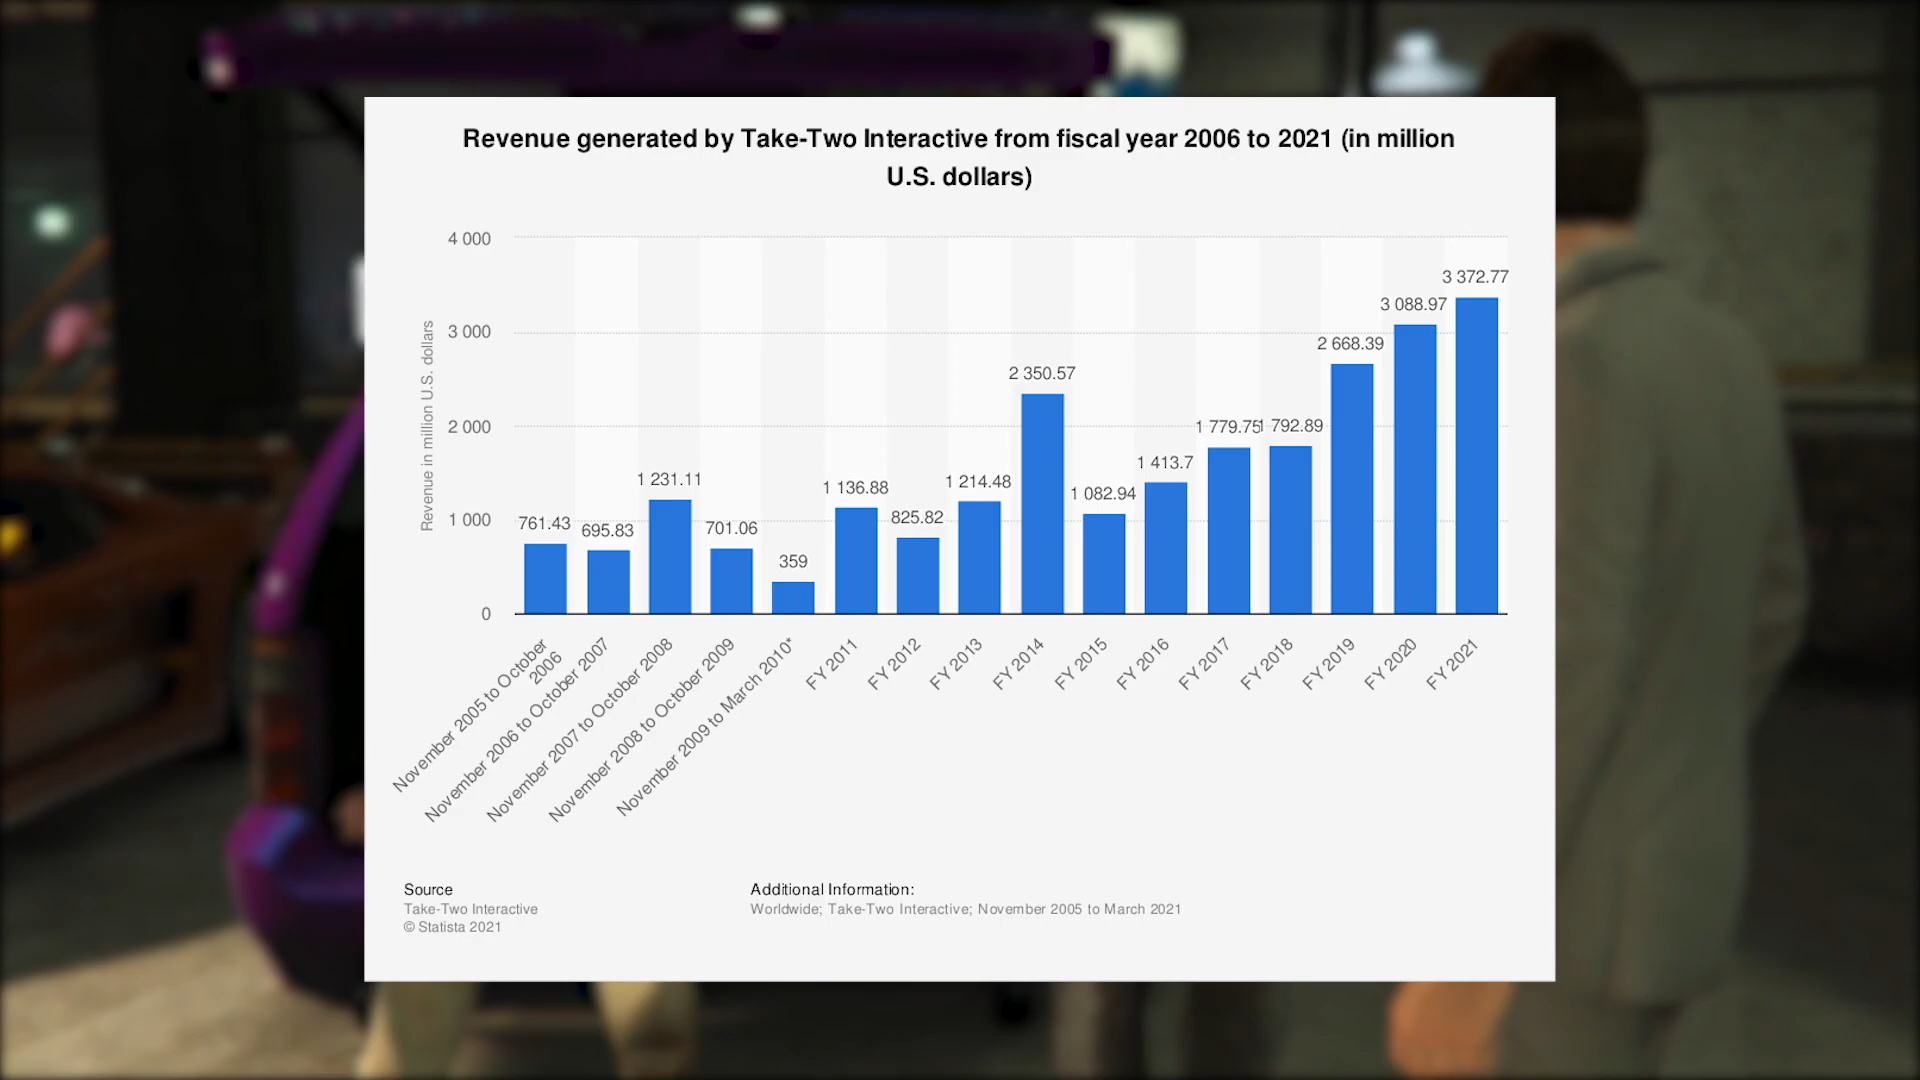 Revenue generated by Take-Two Interactive from fiscal year 2006 to 2021 (in million
U.S. dollars)
Revenue in million U.S. dollars
4 000
3 000
2 000
1 000
0
761.43
695.83
1 231.11
701.06
359
1 136.88
825.82
1 214.48
2 350.57
1 082.94
1 413.7
1 779.75
1 792.89
2 668.39
3 088.97
3 372.77
November 2005 to October
2006
November 2006 to October 2007
November 2007 to October 2008
November 2008 to October 2009
November 2009 to March 2010*
FY 2011
FY 2012
FY 2013
FY 2014
FY 2015
FY 2016
FY 2017
FY 2018
FY 2019
FY 2020
FY 2021
Source
Take-Two Interactive
© Statista 2021
Additional Information:
Worldwide; Take-Two Interactive; November 2005 to March 2021